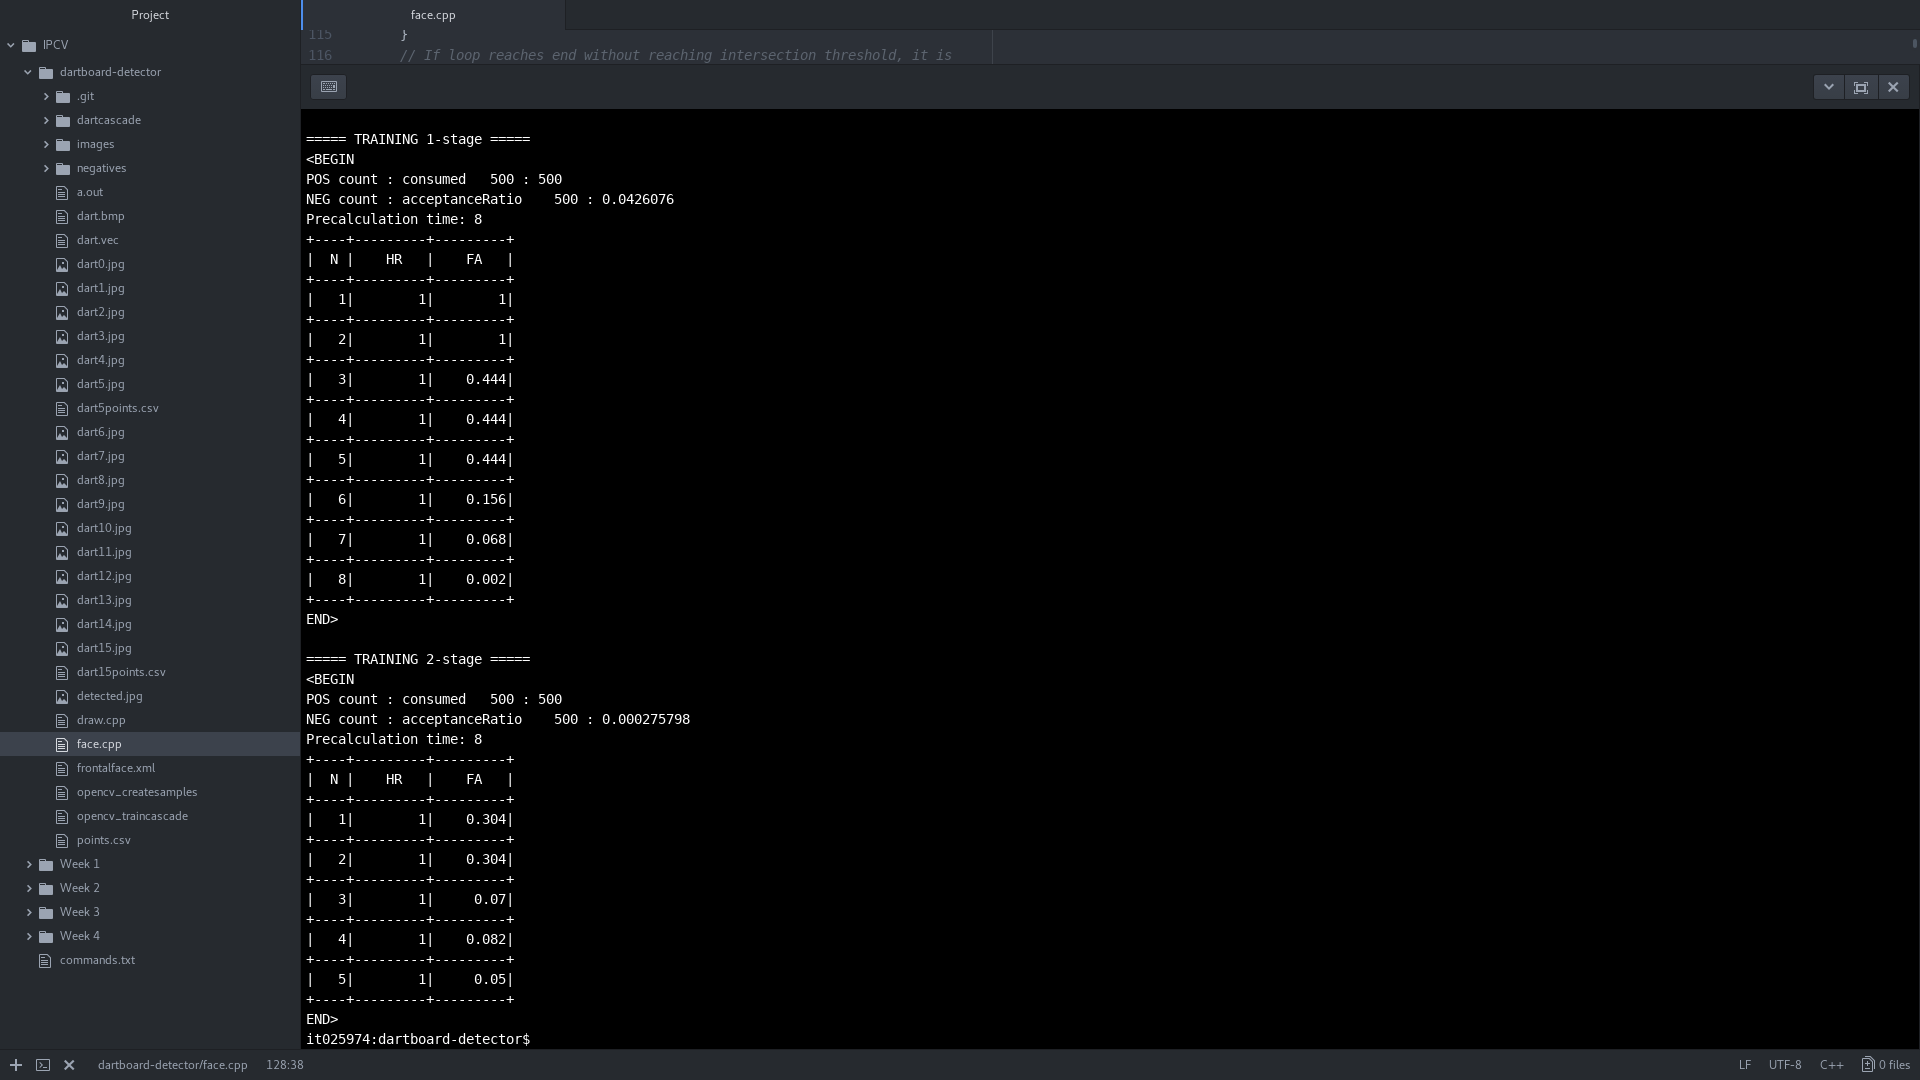 Project
face.cpp
IPCV
dartboard-detector
.git
dartcascade
images
negatives
a.out
dart.bmp
dart.vec
dart0.jpg
dart1.jpg
dart2.jpg
dart3.jpg
dart4.jpg
dart5.jpg
dart5points.csv
dart6.jpg
dart7.jpg
dart8.jpg
dart9.jpg
dart10.jpg
dart11.jpg
dart12.jpg
dart13.jpg
dart14.jpg
dart15.jpg
dart15points.csv
detected.jpg
draw.cpp
face.cpp
frontalface.xml
opencv_createsamples
opencv_traincascade
points.csv
Week 1
Week 2
Week 3
Week 4
commands.txt
115 }
116 // If loop reaches end without reaching intersection threshold, it is
===== TRAINING 1-stage =====
<BEGIN
POS count : consumed   500 : 500
NEG count : acceptanceRatio    500 : 0.0426076
Precalculation time: 8
+----+---------+---------+
|  N |    HR   |    FA   |
+----+---------+---------+
|   1|        1|        1|
+----+---------+---------+
|   2|        1|        1|
+----+---------+---------+
|   3|        1|    0.444|
+----+---------+---------+
|   4|        1|    0.444|
+----+---------+---------+
|   5|        1|    0.444|
+----+---------+---------+
|   6|        1|    0.156|
+----+---------+---------+
|   7|        1|    0.068|
+----+---------+---------+
|   8|        1|    0.002|
+----+---------+---------+
END>
===== TRAINING 2-stage =====
<BEGIN
POS count : consumed   500 : 500
NEG count : acceptanceRatio    500 : 0.000275798
Precalculation time: 8
+----+---------+---------+
|  N |    HR   |    FA   |
+----+---------+---------+
|   1|        1|    0.304|
+----+---------+---------+
|   2|        1|    0.304|
+----+---------+---------+
|   3|        1|     0.07|
+----+---------+---------+
|   4|        1|    0.082|
+----+---------+---------+
|   5|        1|     0.05|
+----+---------+---------+
END>
it025974:dartboard-detector$
dartboard-detector/face.cpp 128:38 LF UTF-8 C++ 0 files